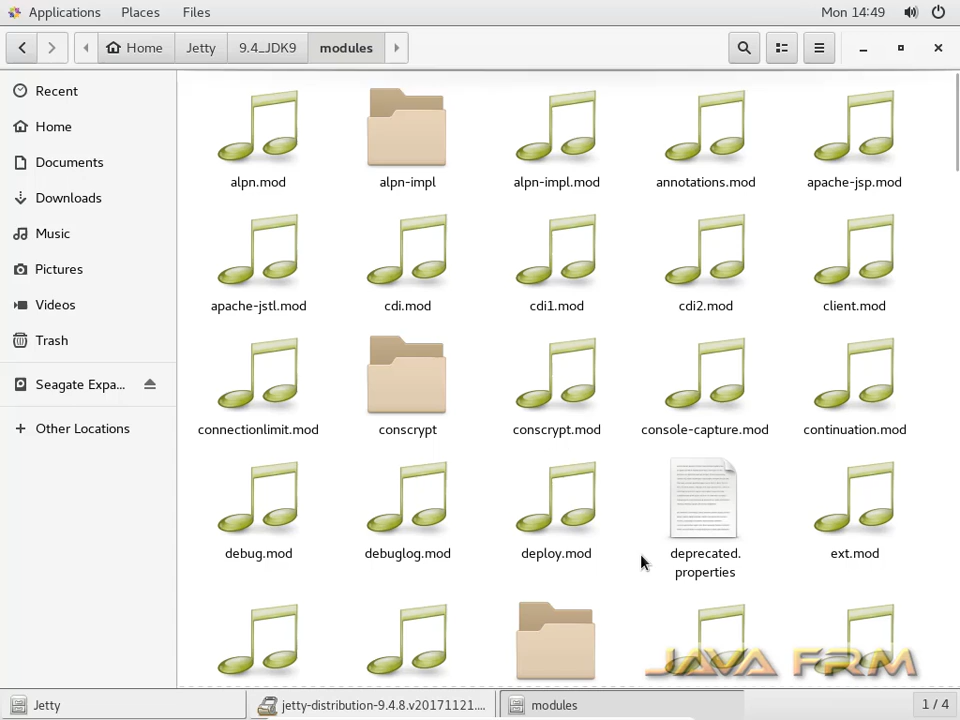 Applications
Places
Files
Mon 14:49
Home
Jetty
9.4_JDK9
modules
Recent
Home
Documents
Downloads
Music
Pictures
Videos
Trash
Seagate Expa...
Other Locations
alpn.mod
alpn-impl
alpn-impl.mod
annotations.mod
apache-jsp.mod
apache-jstl.mod
cdi.mod
cdi1.mod
cdi2.mod
client.mod
connectionlimit.mod
conscrypt
conscrypt.mod
console-capture.mod
continuation.mod
debug.mod
debuglog.mod
deploy.mod
deprecated.
properties
ext.mod
JAVA FRM
Jetty
jetty-distribution-9.4.8.v20171121....
modules
1 / 4